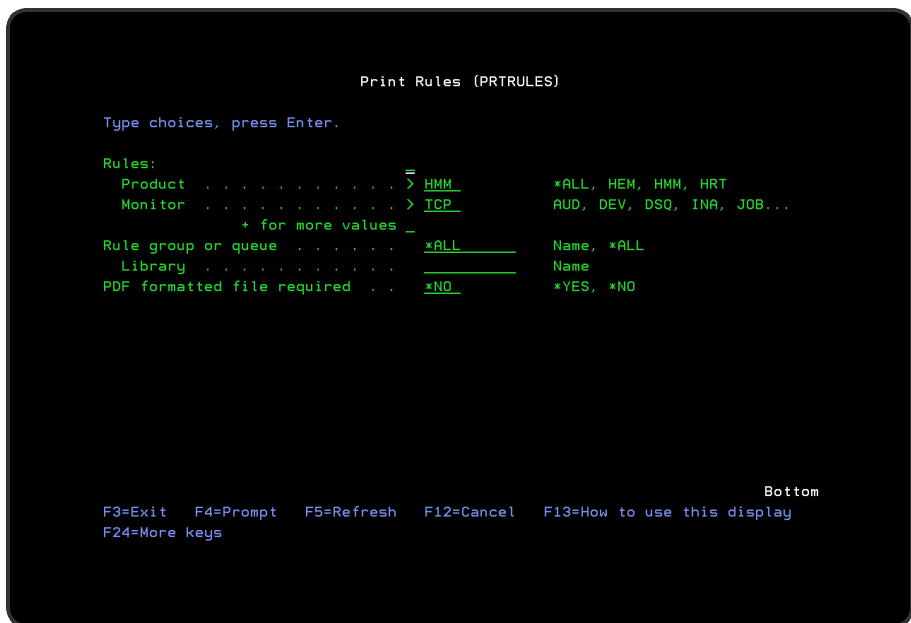 Print Rules (PRTRULES)
Type choices, press Enter.
Rules:
Product . . . . . . . . . . . > HMM *ALL, HEM, HMM, HRT
Monitor . . . . . . . . . . . > TCP AUD, DEV, DSQ, INA, JOB...
+ for more values _
Rule group or queue . . . . . . *ALL Name, *ALL
Library . . . . . . . . . . . Name
PDF formatted file required . . *NO *YES, *NO
Bottom
F3=Exit F4=Prompt F5=Refresh F12=Cancel F13=How to use this display
F24=More keys